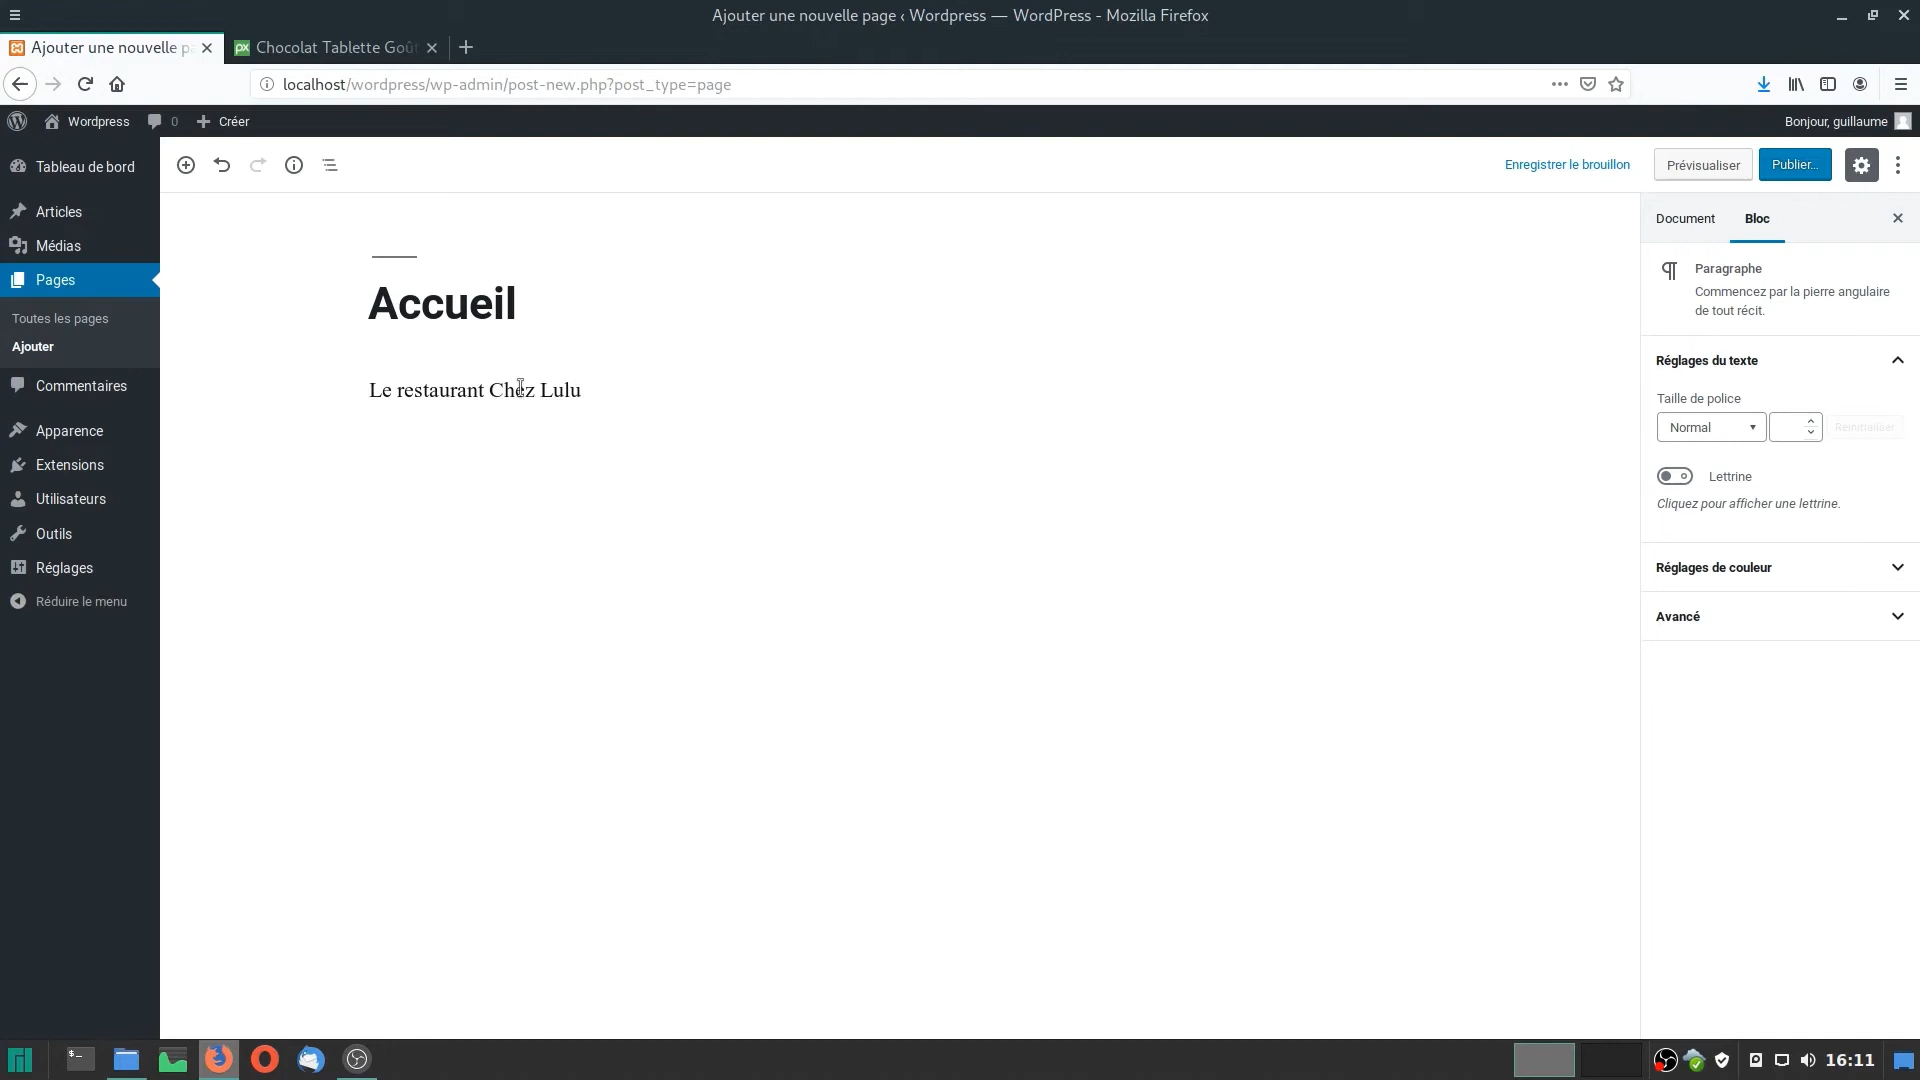 Ajouter une nouvelle page ‹ Wordpress — WordPress - Mozilla Firefox
Ajouter une nouvelle p
Chocolat Tablette Goût
localhost/wordpress/wp-admin/post-new.php?post_type=page
Wordpress
0
Créer
Bonjour, guillaume
Tableau de bord
Articles
Médias
Pages
Toutes les pages
Ajouter
Commentaires
Apparence
Extensions
Utilisateurs
Outils
Réglages
Réduire le menu
Enregistrer le brouillon
Prévisualiser
Publier...
Accueil
Le restaurant Chez Lulu
Document
Bloc
Paragraphe
Commencez par la pierre angulaire
de tout récit.
Réglages du texte
Taille de police
Normal
Réinitialiser
Lettrine
Cliquez pour afficher une lettrine.
Réglages de couleur
Avancé
16:11